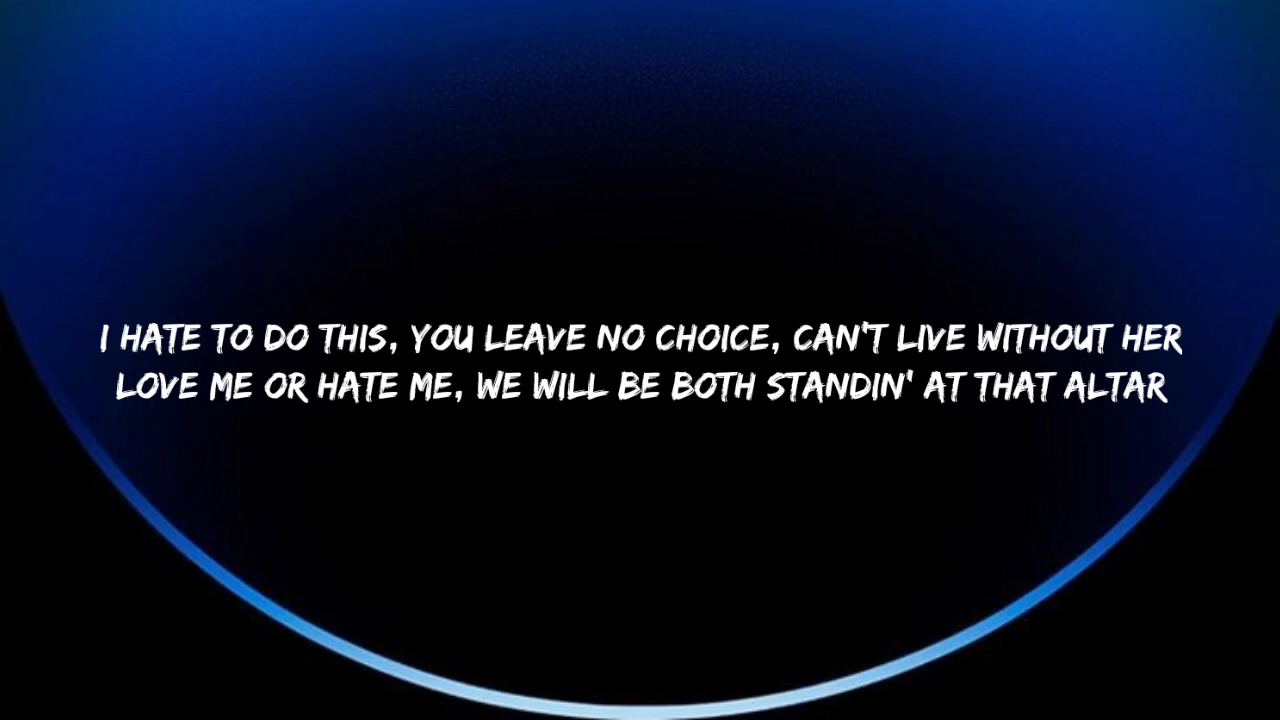 I HATE TO DO THIS, YOU LEAVE NO CHOICE, CAN'T LIVE WITHOUT HER
LOVE ME OR HATE ME, WE WILL BE BOTH STANDIN' AT THAT ALTAR